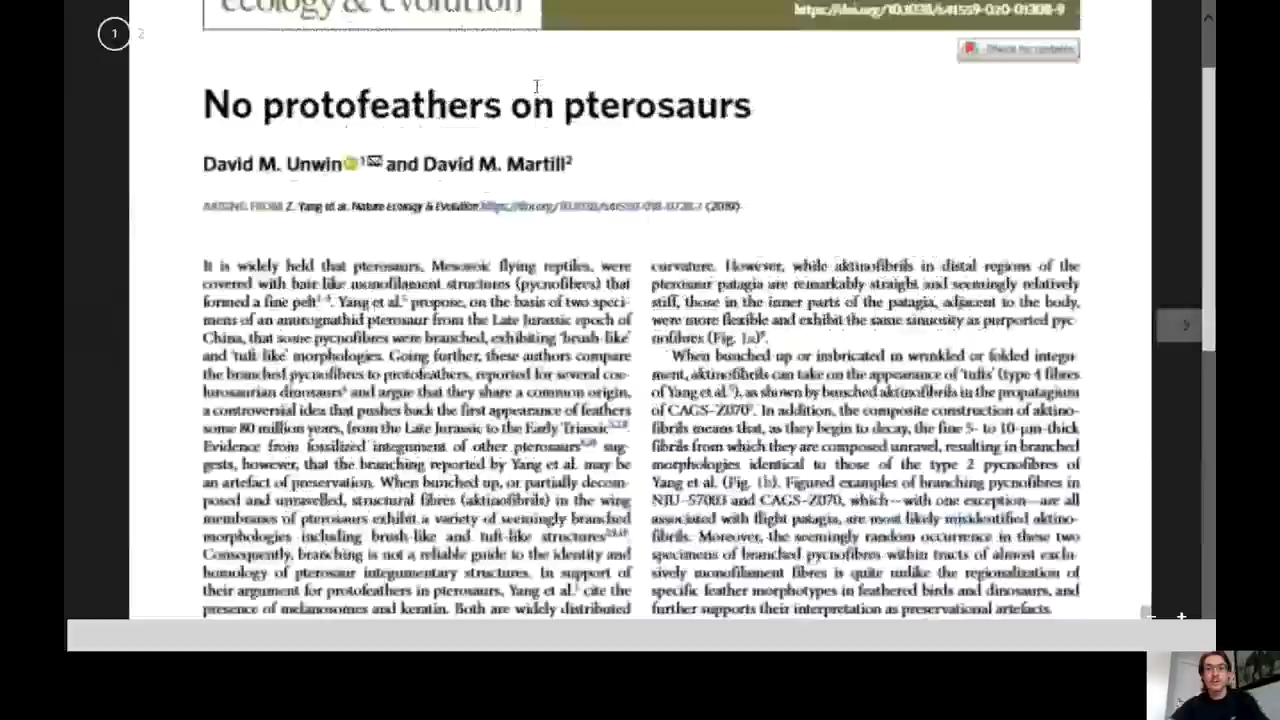 ecology & evolution
1
2
Check for updates
No protofeathers on pterosaurs
David M. Unwin 1 and David M. Martill2
ARISING FROM Z. Yang et al. Nature Ecology & Evolution (2019)
It is widely held that pterosaurs, Mesozoic flying reptiles, were
covered with hair-like monofilament structures (pycnofibres) that
formed a fine pelt. Yang et al. propose, on the basis of two speci-
mens of an anurognathid pterosaur from the Late Jurassic epoch of
China, that some pycnofibres were branched, exhibiting 'brush-like'
and 'tuft-like' morphologies. Going further, these authors compare
the branched pycnofibres to protofeathers, reported for several coe-
lurosaurian dinosaurs and argue that they share a common origin,
a controversial idea that pushes back the first appearance of feathers
some 80 million years, from the Late Jurassic to the Early Triassic
Evidence from fossilized integument of other pterosaurs sug-
gests, however, that the branching reported by Yang et al. may be
an artefact of preservation. When bunched up, or partially decom-
posed and unravelled, structural fibres (aktinofibrils) in the wing
membranes of pterosaurs exhibit a variety of seemingly branched
morphologies including brush-like and tuft-like structures
Consequently, branching is not a reliable guide to the identity and
homology of pterosaur integumentary structures. In support of
their argument for protofeathers in pterosaurs, Yang et al. cite the
presence of melanosomes and keratin. Both are widely distributed
curvature. However, while aktinofibrils in distal regions of the
pterosaur patagia are remarkably straight and seemingly relatively
stiff, those in the inner parts of the patagia, adjacent to the body,
were more flexible and exhibit the same sinuosity as purported pyc-
nofibres (Fig. 1a).
When bunched up or imbricated in wrinkled or folded integu-
ment, aktinofibrils can take on the appearance of 'tufts' (type 4 fibres
of Yang et al.), as shown by bunched aktinofibrils in the propatagium
of CAGS-Z070. In addition, the composite construction of aktino-
fibrils means that, as they begin to decay, the fine 5- to 10-μm-thick
fibrils from which they are composed unravel, resulting in branched
morphologies identical to those of the type 2 pycnofibres of
Yang et al. (Fig. 1b). Figured examples of branching pycnofibres in
NJU-57003 and CAGS-Z070, which—with one exception—are all
associated with flight patagia, are most likely misidentified aktino-
fibrils. Moreover, the seemingly random occurrence in these two
specimens of branched pycnofibres within tracts of almost exclu-
sively monofilament fibres is quite unlike the regionalization of
specific feather morphotypes in feathered birds and dinosaurs, and
further supports their interpretation as preservational artefacts.